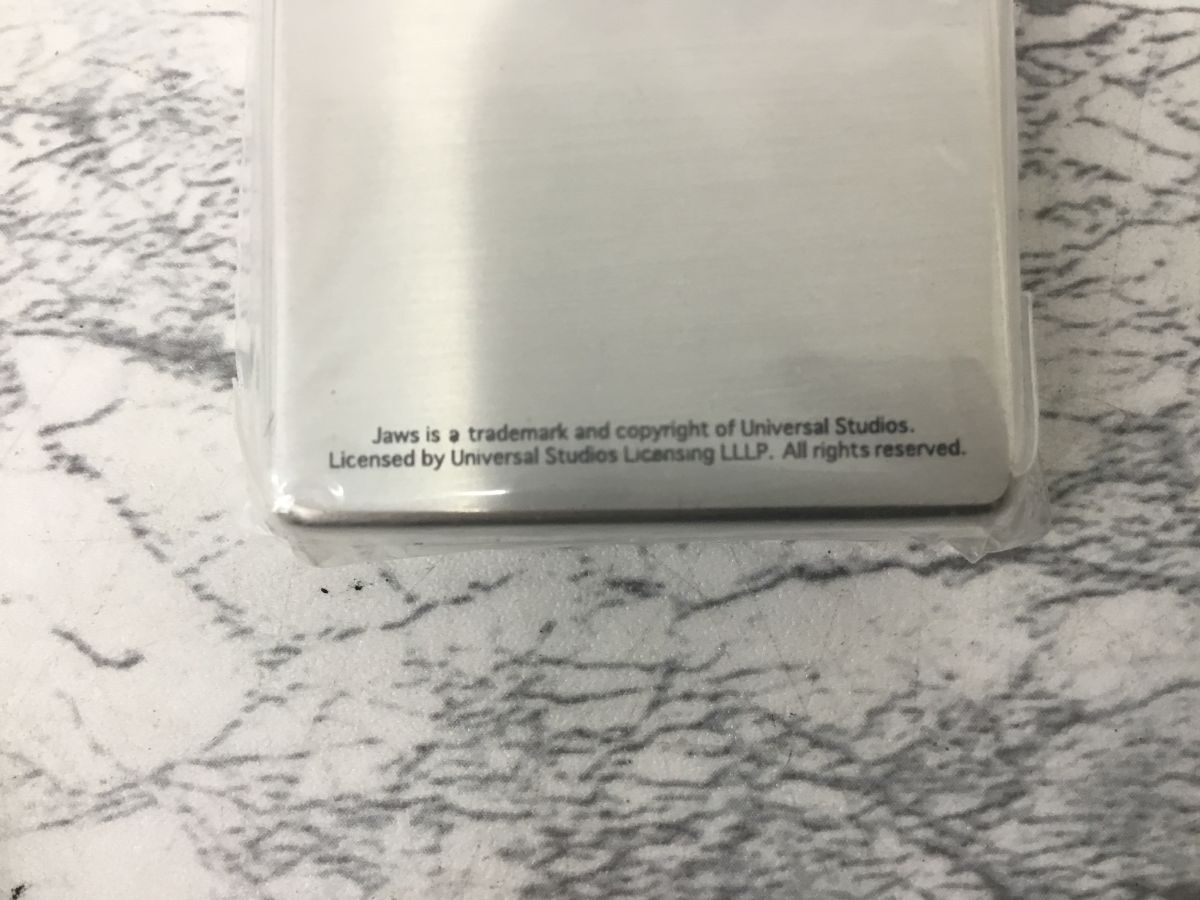 Jaws is a trademark and copyright of Universal Studios.
Licensed by Universal Studios Licensing LLLP. All rights reserved.